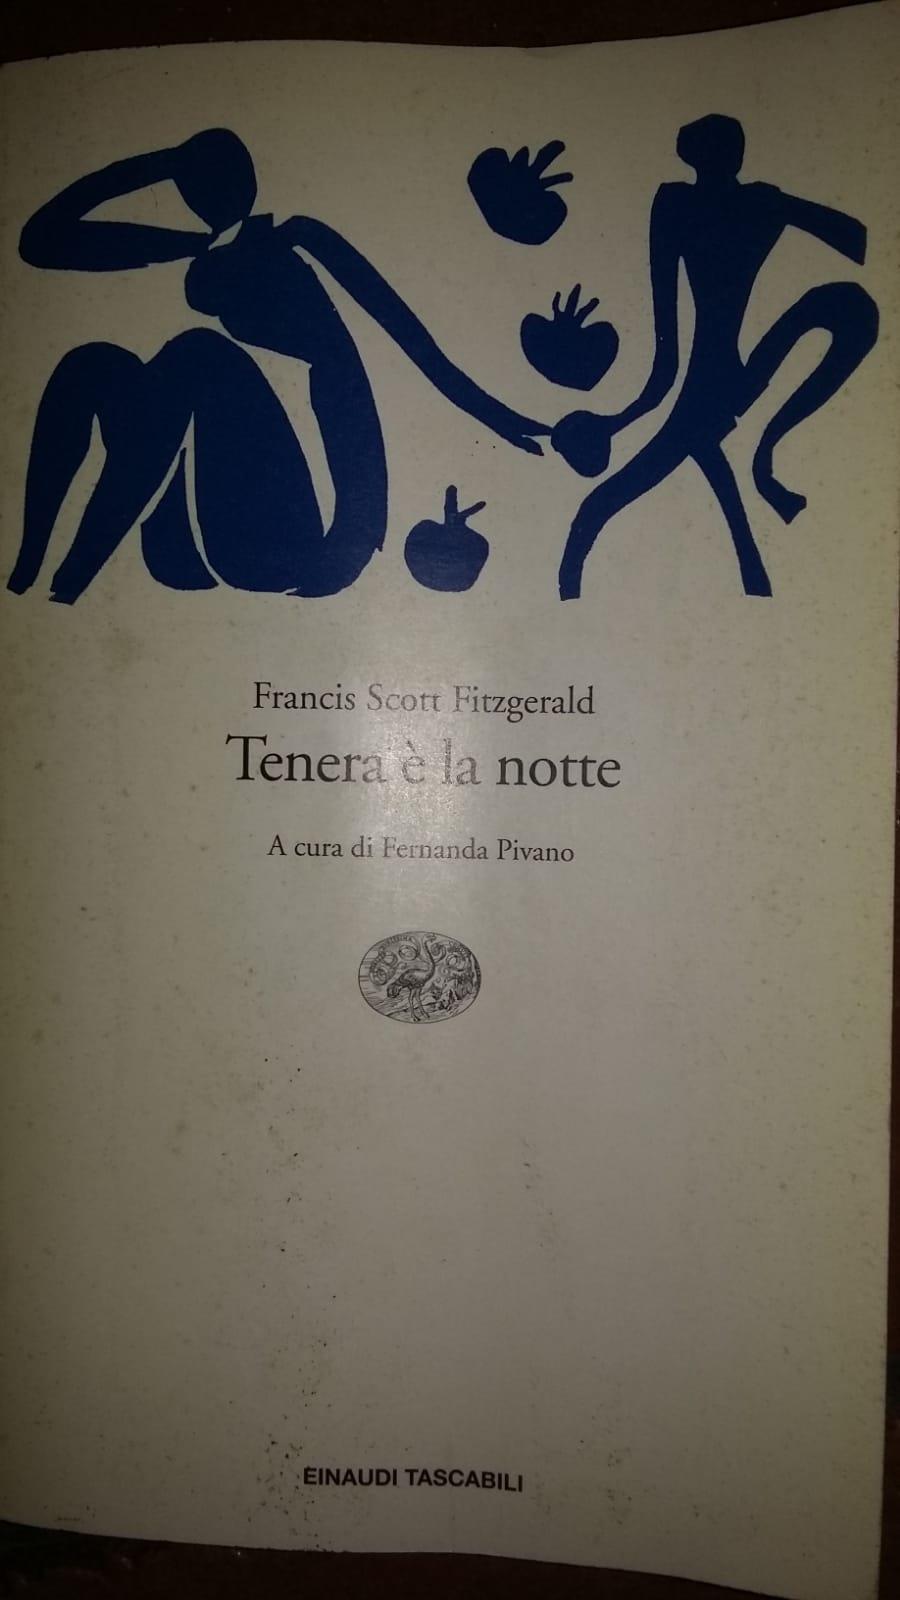 Francis Scott Fitzgerald
Tenera è la notte
A cura di Fernanda Pivano
EINAUDI TASCABILI